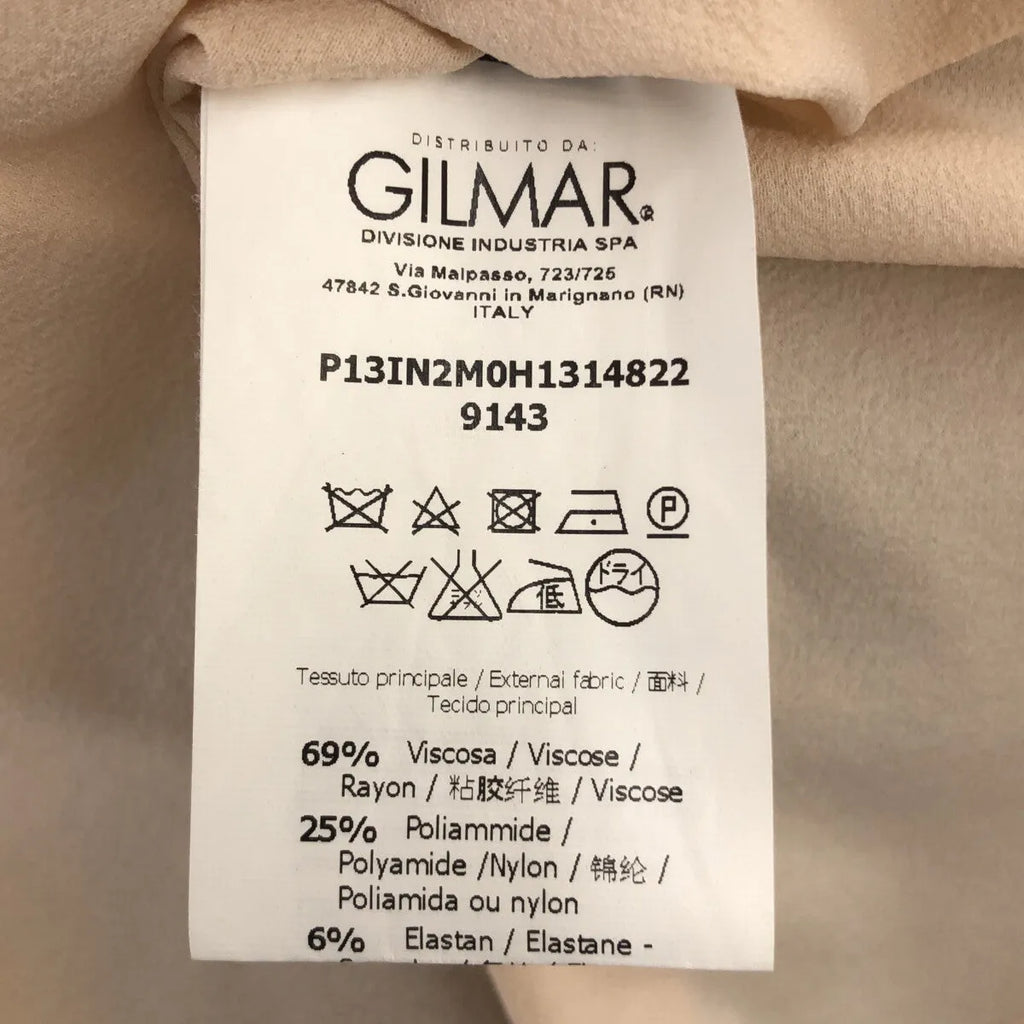 DISTRIBUITO DA:
GILMAR®
DIVISIONE INDUSTRIA SPA
Via Malpasso, 723/725
47842 S.Giovanni in Marignano (RN)
ITALY
P13IN2M0H1314822
9143
P
低 ドライ
Tessuto principale / External fabric / 面料 /
Tecido principal
69% Viscosa / Viscose /
Rayon / 粘胶纤维 / Viscose
25% Poliammide /
Polyamide /Nylon / 锦纶 /
Poliamida ou nylon
6% Elastan / Elastane -